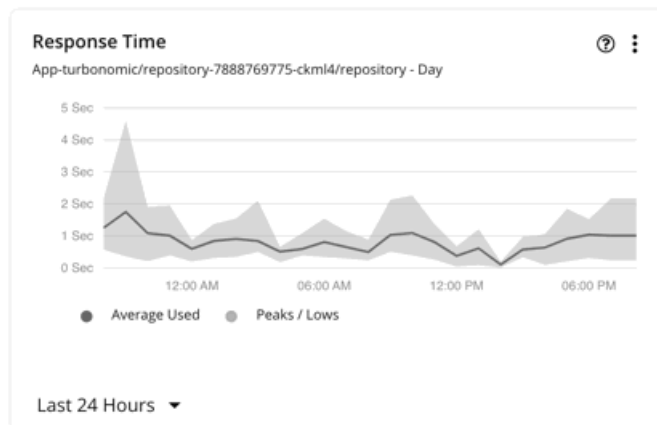 Response Time
App-turbonomic/repository-7888769775-ckml4/repository - Day
5 Sec
4 Sec
3 Sec
2 Sec
1 Sec
0 Sec
12:00 AM 06:00 AM 12:00 PM 06:00 PM
Average Used Peaks / Lows
Last 24 Hours